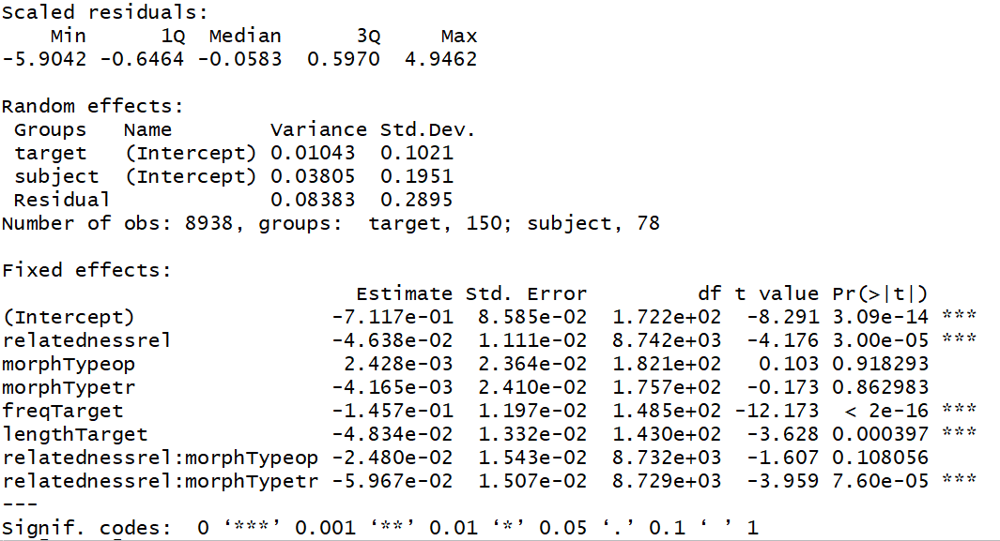 Scaled residuals:
    Min      1Q  Median      3Q     Max
-5.9042 -0.6464 -0.0583  0.5970  4.9462

Random effects:
 Groups   Name        Variance Std.Dev.
 target   (Intercept) 0.01043  0.1021
 subject  (Intercept) 0.03805  0.1951
 Residual             0.08383  0.2895
Number of obs: 8938, groups:  target, 150; subject, 78

Fixed effects:
                           Estimate Std. Error         df t value Pr(>|t|)
(Intercept)              -7.117e-01  8.585e-02  1.722e+02  -8.291 3.09e-14 ***
relatednessrel           -4.638e-02  1.111e-02  8.742e+03  -4.176 3.00e-05 ***
morphTypeop               2.428e-03  2.364e-02  1.821e+02   0.103 0.918293
morphTypetr              -4.165e-03  2.410e-02  1.757e+02  -0.173 0.862983
freqTarget               -1.457e-01  1.197e-02  1.485e+02 -12.173  < 2e-16 ***
lengthTarget             -4.834e-02  1.332e-02  1.430e+02  -3.628 0.000397 ***
relatednessrel:morphTypeop -2.480e-02  1.543e-02  8.732e+03  -1.607 0.108056
relatednessrel:morphTypetr -5.967e-02  1.507e-02  8.729e+03  -3.959 7.60e-05 ***
---
Signif. codes:  0 ‘***’ 0.001 ‘**’ 0.01 ‘*’ 0.05 ‘.’ 0.1 ‘ ’ 1